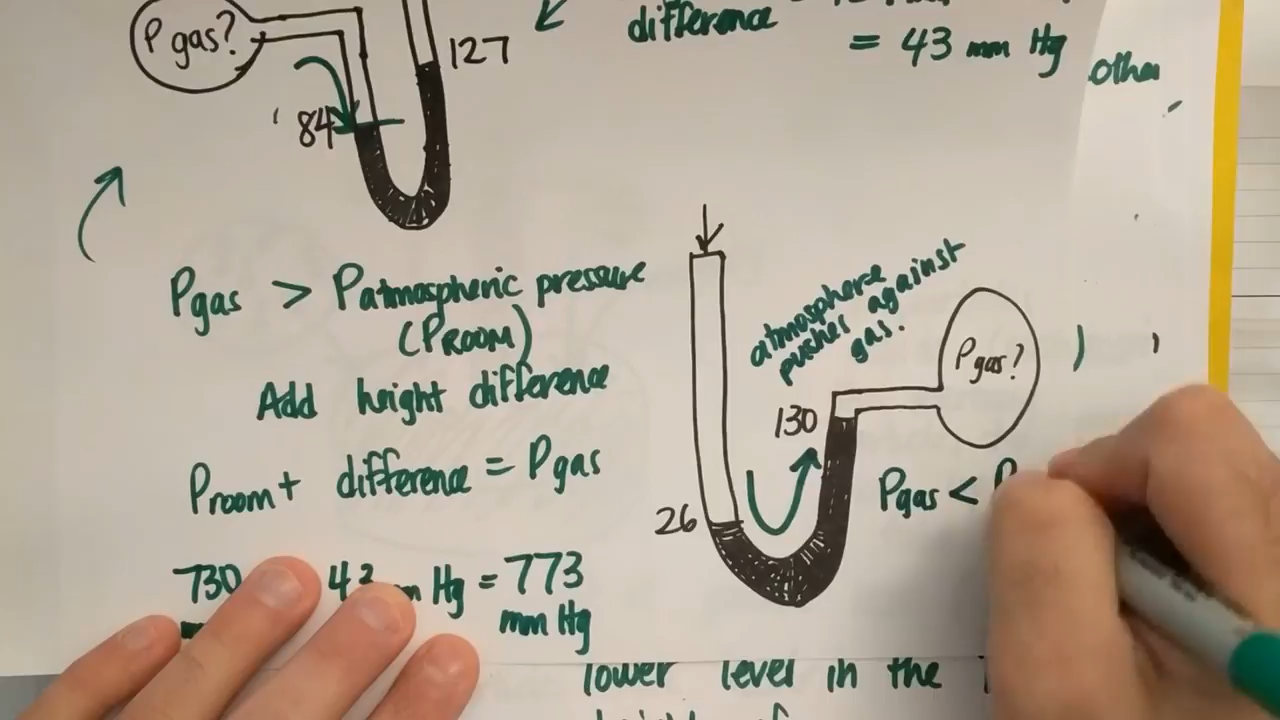 P gas?
127
84
difference
= 43 mm Hg
other
Pgas > Patmospheric pressure
(PROOM)
Add height difference
Proom + difference = Pgas
730 mm Hg = 773
mm Hg
atmosphere
pushes against
gas.
Pgas?
130
26
Pgas < P
lower level in the